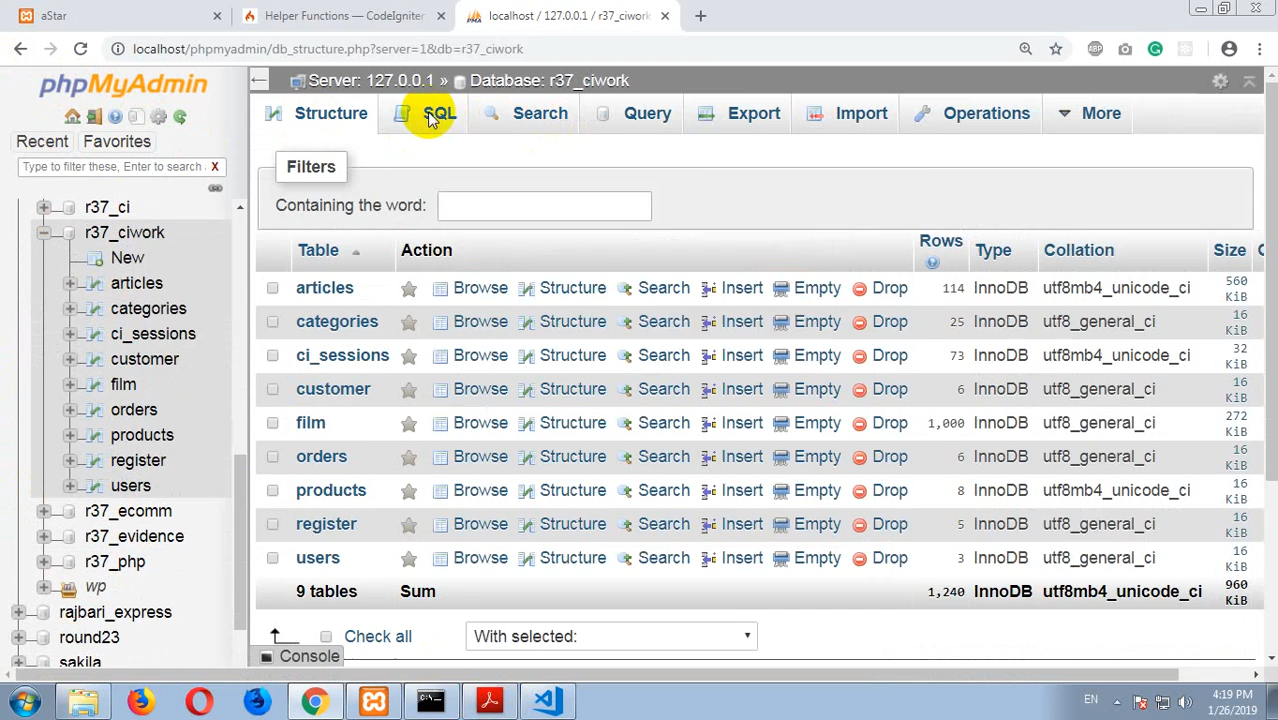 aStar
Helper Functions — CodeIgniter
localhost / 127.0.0.1 / r37_ciwork
localhost/phpmyadmin/db_structure.php?server=1&db=r37_ciwork
ABP
phpMyAdmin
Recent Favorites
Type to filter these, Enter to search X
r37_ci
r37_ciwork
New
articles
categories
ci_sessions
customer
film
orders
products
register
users
r37_ecomm
r37_evidence
r37_php
wp
rajbari_express
round23
sakila
Server: 127.0.0.1 » Database: r37_ciwork
Structure SQL Search Query Export Import Operations More
Filters
Containing the word:
Table Action Rows Type Collation Size
articles Browse Structure Search Insert Empty Drop 114 InnoDB utf8mb4_unicode_ci 560 KiB
categories Browse Structure Search Insert Empty Drop 25 InnoDB utf8_general_ci 16 KiB
ci_sessions Browse Structure Search Insert Empty Drop 73 InnoDB utf8mb4_unicode_ci 32 KiB
customer Browse Structure Search Insert Empty Drop 6 InnoDB utf8_general_ci 16 KiB
film Browse Structure Search Insert Empty Drop 1,000 InnoDB utf8_general_ci 272 KiB
orders Browse Structure Search Insert Empty Drop 6 InnoDB utf8_general_ci 16 KiB
products Browse Structure Search Insert Empty Drop 8 InnoDB utf8mb4_unicode_ci 16 KiB
register Browse Structure Search Insert Empty Drop 5 InnoDB utf8_general_ci 16 KiB
users Browse Structure Search Insert Empty Drop 3 InnoDB utf8_general_ci 16 KiB
9 tables Sum 1,240 InnoDB utf8mb4_unicode_ci 960 KiB
Check all With selected:
Console
EN
4:19 PM
1/26/2019